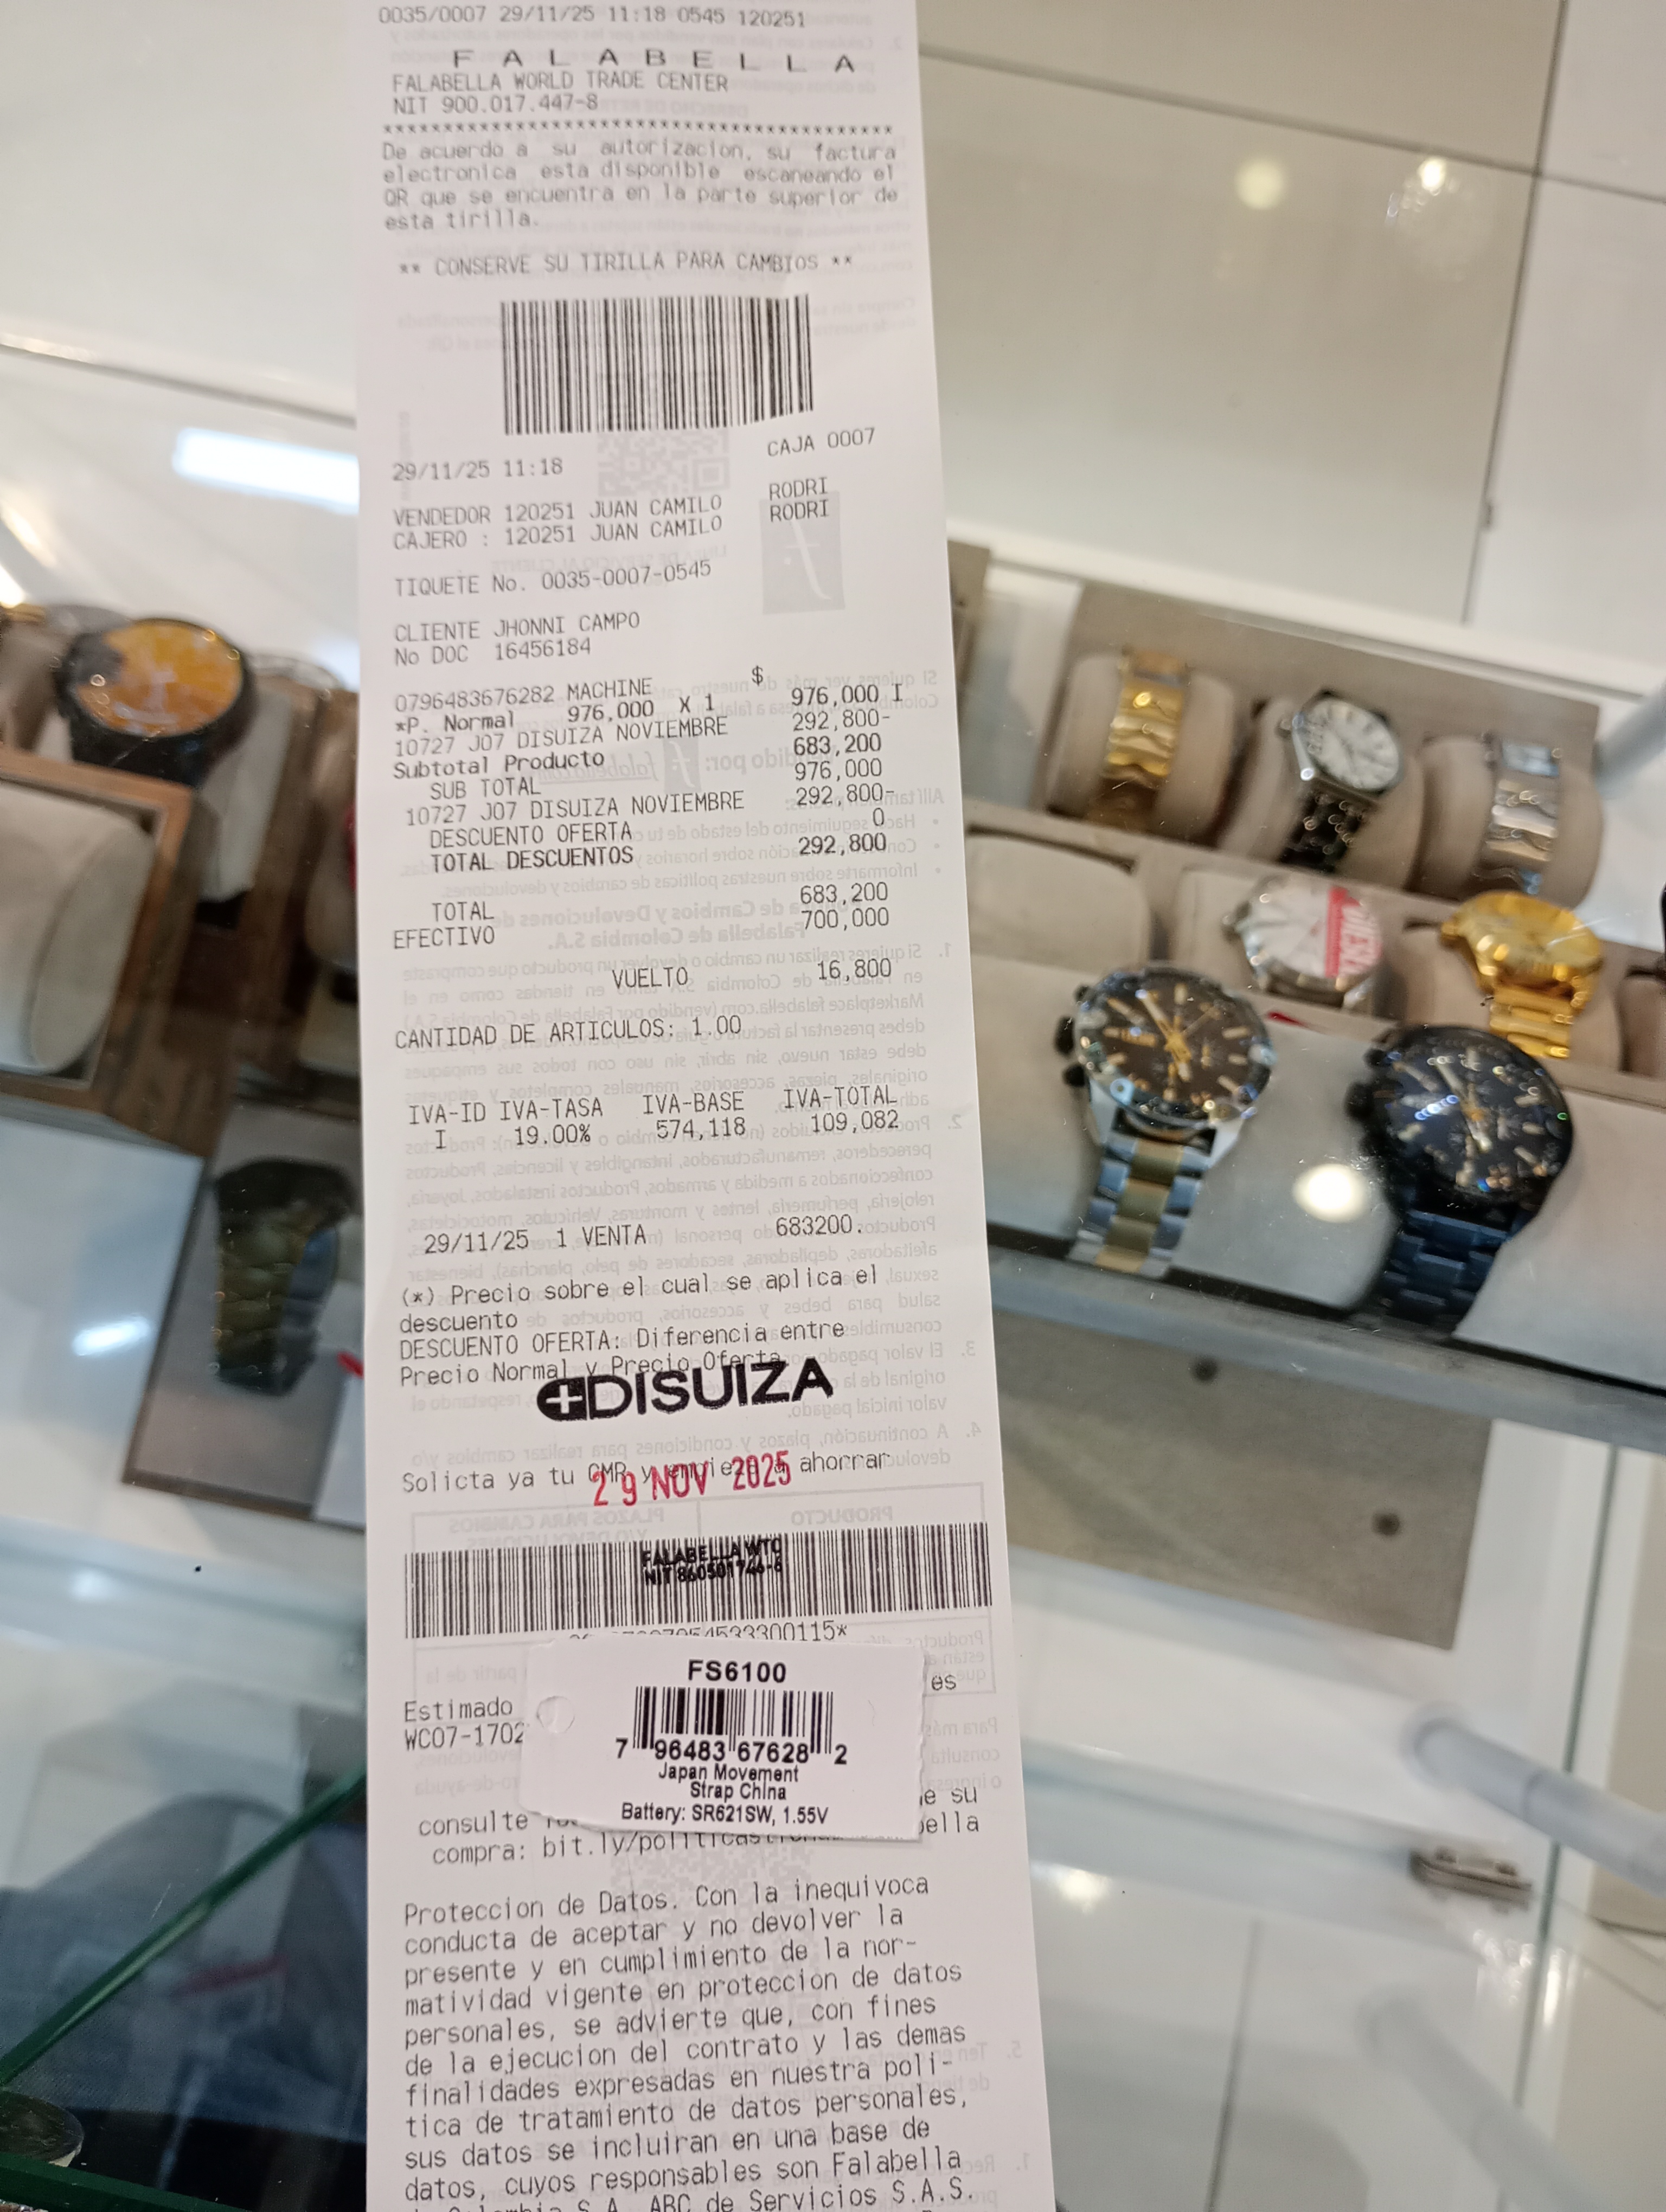 0035/0007 29/11/25 11:18 0545 120251
FALABELLA
FALABELLA WORLD TRADE CENTER
NIT 900.017.447-8
******************************************
De acuerdo a su autorizacion, su factura
electronica esta disponible escaneando el
QR que se encuentra en la parte superior de
esta tirilla.
** CONSERVE SU TIRILLA PARA CAMBIOS **
CAJA 0007
29/11/25 11:18
VENDEDOR 120251 JUAN CAMILO RODRI
CAJERO : 120251 JUAN CAMILO RODRI
TIQUETE No. 0035-0007-0545
CLIENTE JHONNI CAMPO
No DOC 16456184
$
0796483676282 MACHINE 976,000 I
*P. Normal 976,000 X 1
10727 J07 DISUIZA NOVIEMBRE 292,800-
Subtotal Producto 683,200
SUB TOTAL 976,000
10727 J07 DISUIZA NOVIEMBRE 292,800-
DESCUENTO OFERTA 0
TOTAL DESCUENTOS 292,800
TOTAL 683,200
EFECTIVO 700,000
VUELTO 16,800
CANTIDAD DE ARTICULOS: 1.00
IVA-ID IVA-TASA IVA-BASE IVA-TOTAL
I 19.00% 574,118 109,082
29/11/25 1 VENTA 683200.
(*) Precio sobre el cual se aplica el
descuento
DESCUENTO OFERTA: Diferencia entre
Precio Normal y Precio Oferta
DISUIZA
Solicta ya tu CMR y empieza a ahorrar
29 NOV 2025
FALABELLA WTC
NIT 860501746-6
33300115*
FS6100
es
Estimado
WC07-1702
7 96483 67628 2
Japan Movement
Strap China
Battery: SR621SW, 1.55V
su
consulte
bella
compra: bit.ly/
Proteccion de Datos. Con la inequivoca
conducta de aceptar y no devolver la
presente y en cumplimiento de la nor-
matividad vigente en proteccion de datos
personales, se advierte que, con fines
de la ejecucion del contrato y las demas
finalidades expresadas en nuestra poli-
tica de tratamiento de datos personales,
sus datos se incluiran en una base de
datos, cuyos responsables son Falabella
S.A. ABC de Servicios S.A.S.